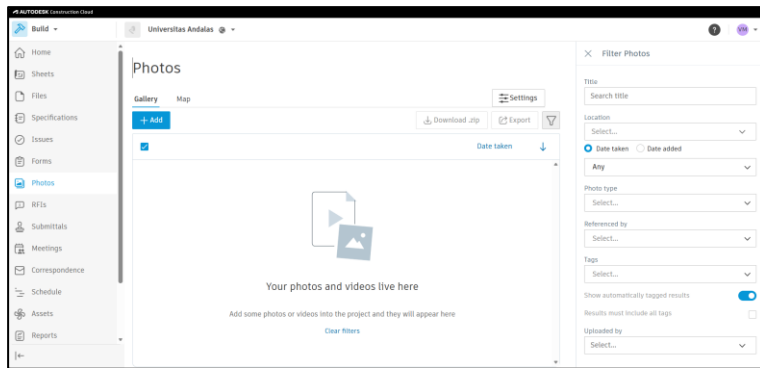 AUTODESK Construction Cloud
Build
Universitas Andalas
?
VM
Home
Sheets
Files
Specifications
Issues
Forms
Photos
RFIs
Submittals
Meetings
Correspondence
Schedule
Assets
Reports
Photos
Gallery Map
Settings
+ Add
Download .zip
Export
Date taken
Your photos and videos live here
Add some photos or videos into the project and they will appear here
Clear filters
Filter Photos
Title
Search title
Location
Select...
Date taken Date added
Any
Photo type
Select...
Referenced by
Select...
Tags
Select...
Show automatically tagged results
Results must include all tags
Uploaded by
Select...